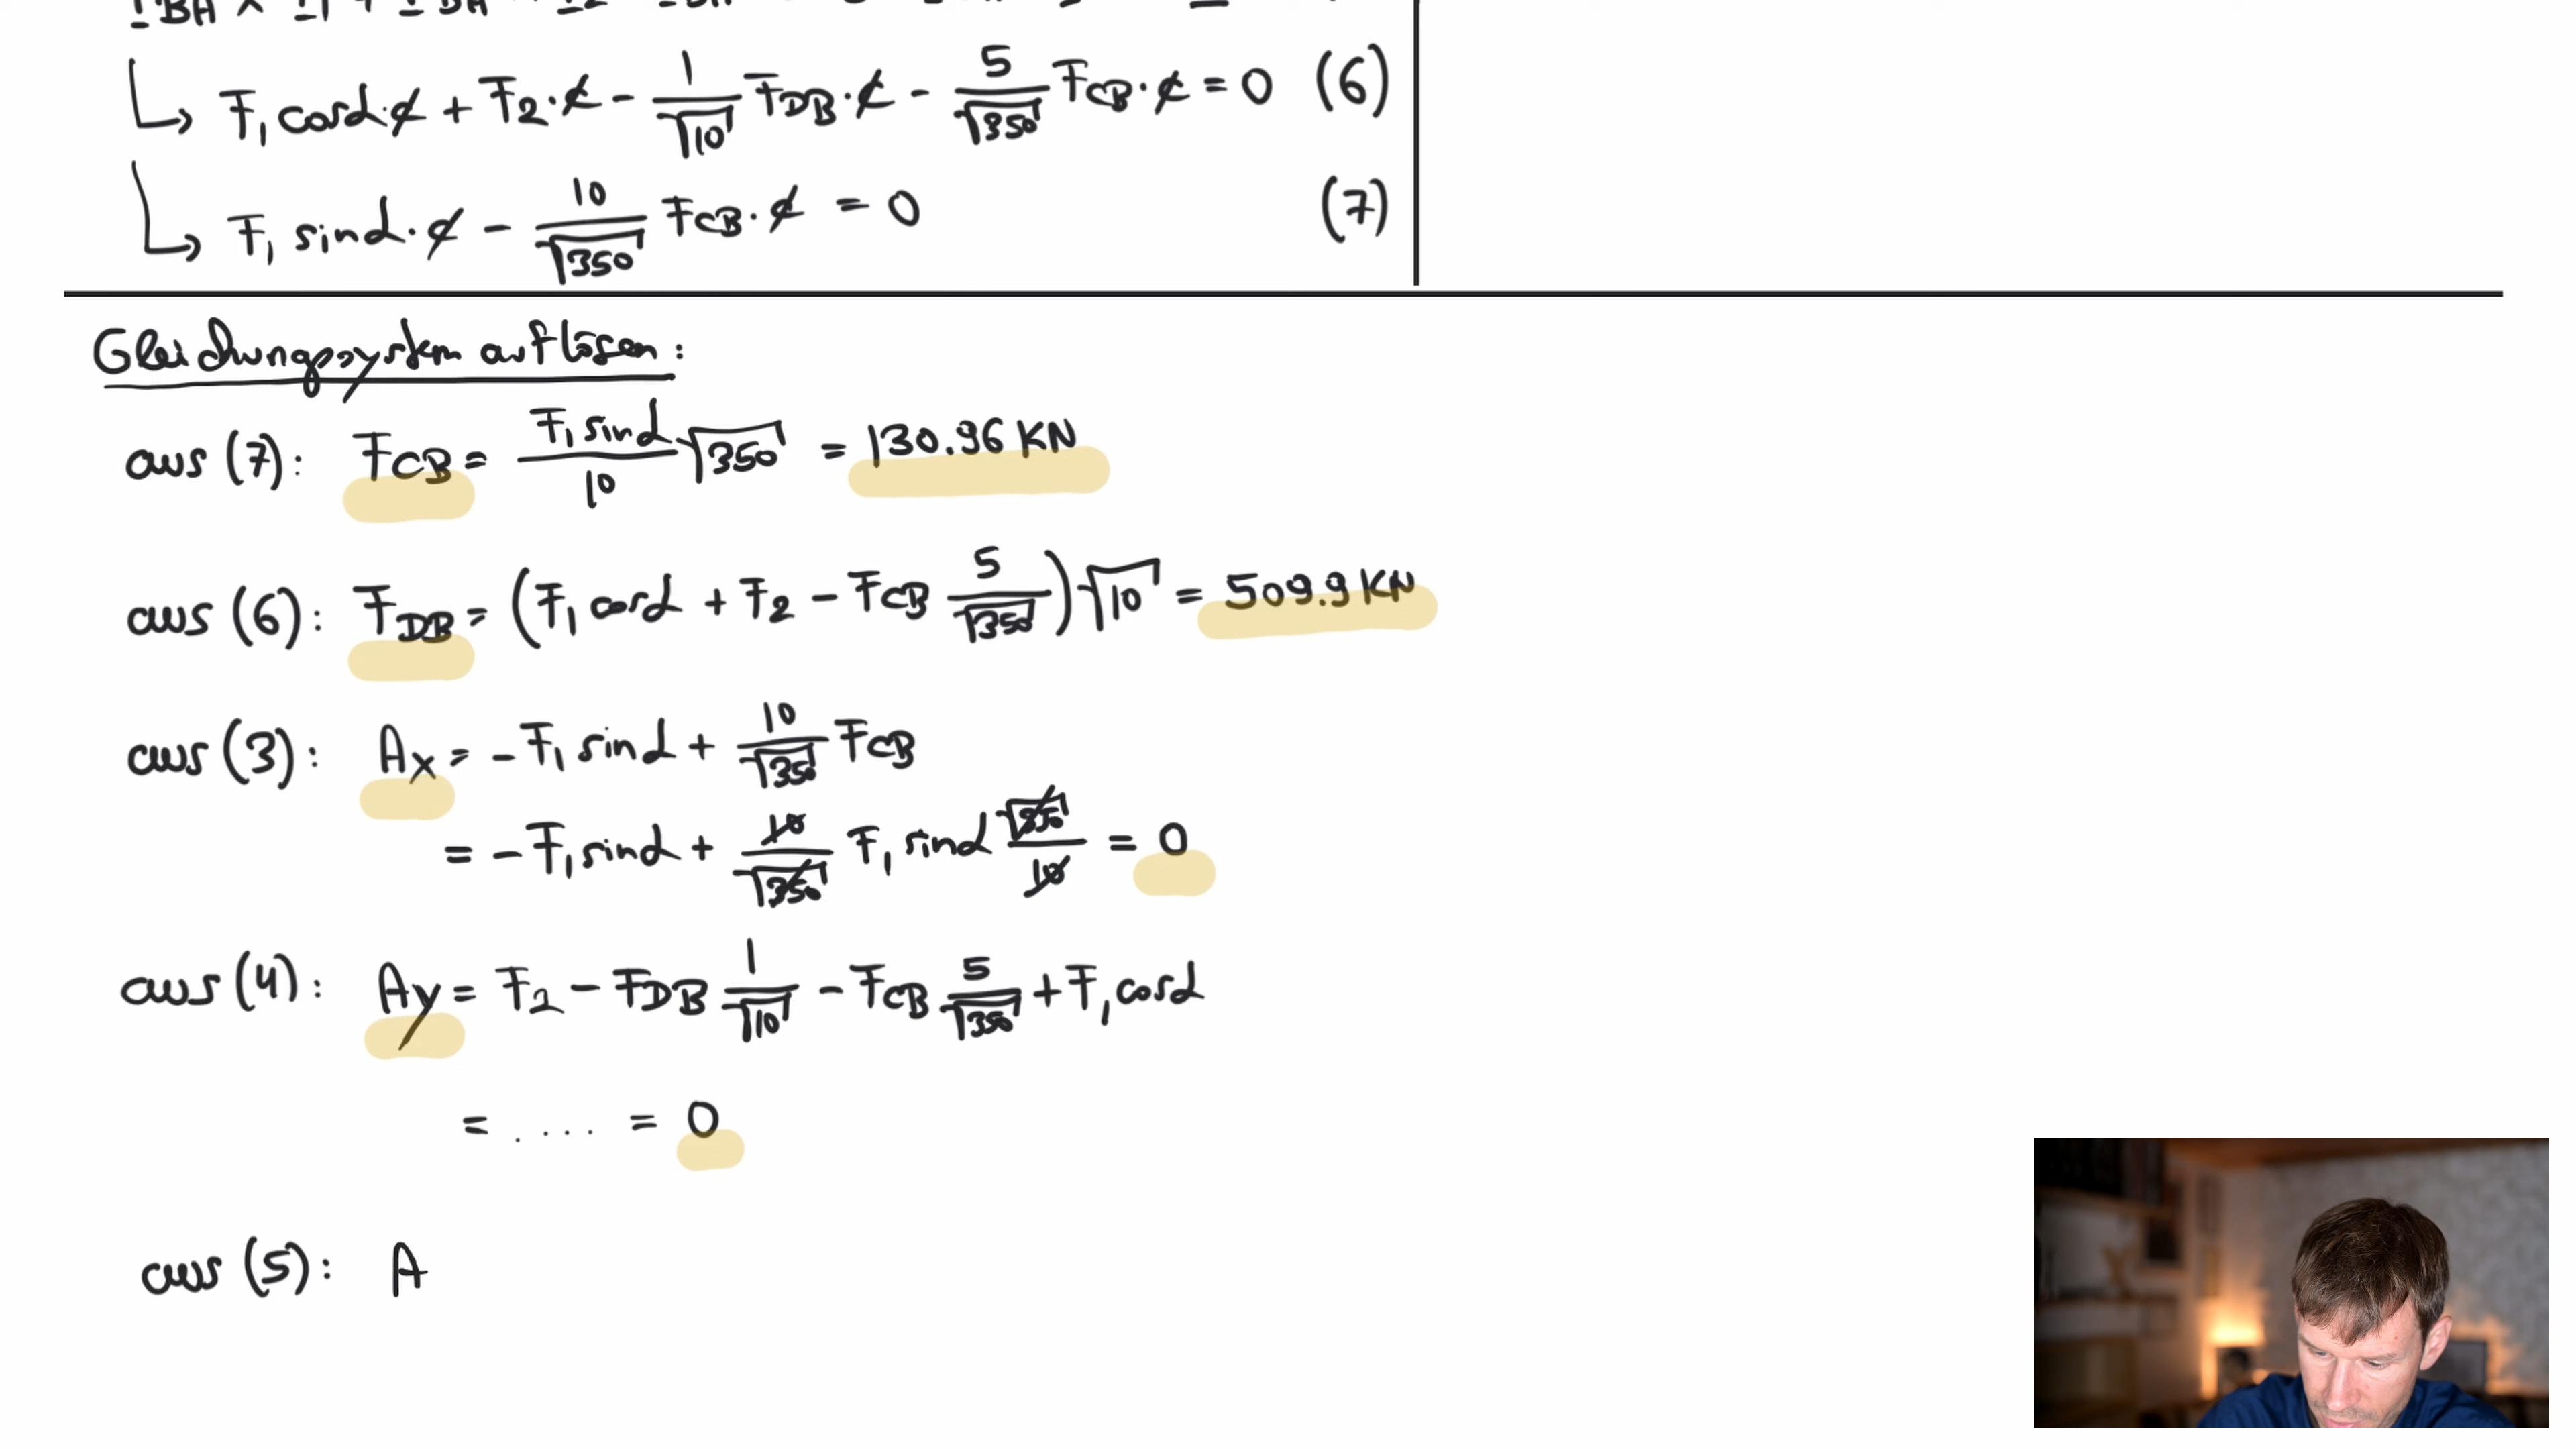 ↳ F₁ cosα·c + F₂·c − 1/√10 F_DB·c − 5/√350 F_CB·c = 0 (6)
↳ F₁ sinα·c − 10/√350 F_CB·c = 0 (7)
Gleichungssystem auflösen:
aus (7): F_CB = F₁ sinα/10 √350 = 130.96 KN
aus (6): F_DB = (F₁ cosα + F₂ − F_CB 5/√350) √10 = 509.9 KN
aus (3): A_x = − F₁ sinα + 10/√350 F_CB
= − F₁ sinα + 10/√350 F₁ sinα √350/10 = 0
aus (4): A_y = F₂ − F_DB 1/√10 − F_CB 5/√350 + F₁ cosα
= .... = 0
aus (5): A